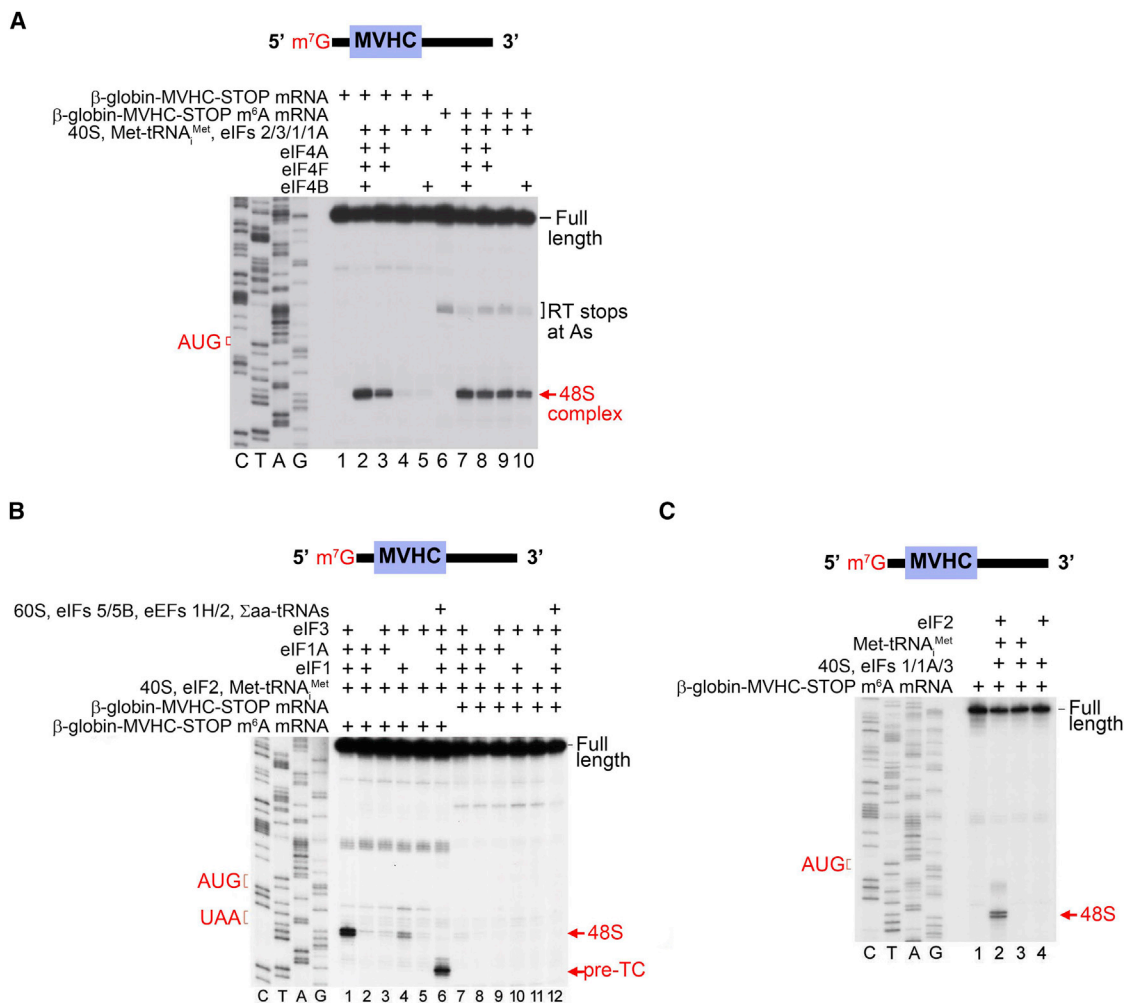 A
5’ m⁷G MVHC 3’
β-globin-MVHC-STOP mRNA + + + + +
β-globin-MVHC-STOP m⁶A mRNA + + + + +
40S, Met-tRNAᵢᴹᵉᵗ, eIFs 2/3/1/1A + + + + + + + +
eIF4A + + + +
eIF4F + + + +
eIF4B + + + +
Full
length
RT stops
at As
AUG
48S
complex
C T A G 1 2 3 4 5 6 7 8 9 10
B
5’ m⁷G MVHC 3’
60S, eIFs 5/5B, eEFs 1H/2, Σaa-tRNAs + +
eIF3 + + + + + + + + + +
eIF1A + + + + + + + +
eIF1 + + + + + + + +
40S, eIF2, Met-tRNAᵢᴹᵉᵗ + + + + + + + + + + + +
β-globin-MVHC-STOP mRNA + + + + + +
β-globin-MVHC-STOP m⁶A mRNA + + + + + +
Full
length
AUG
UAA
48S
pre-TC
C T A G 1 2 3 4 5 6 7 8 9 10 11 12
C
5’ m⁷G MVHC 3’
eIF2 + +
Met-tRNAᵢᴹᵉᵗ + +
40S, eIFs 1/1A/3 + + +
β-globin-MVHC-STOP m⁶A mRNA + + + +
Full
length
AUG
48S
C T A G 1 2 3 4